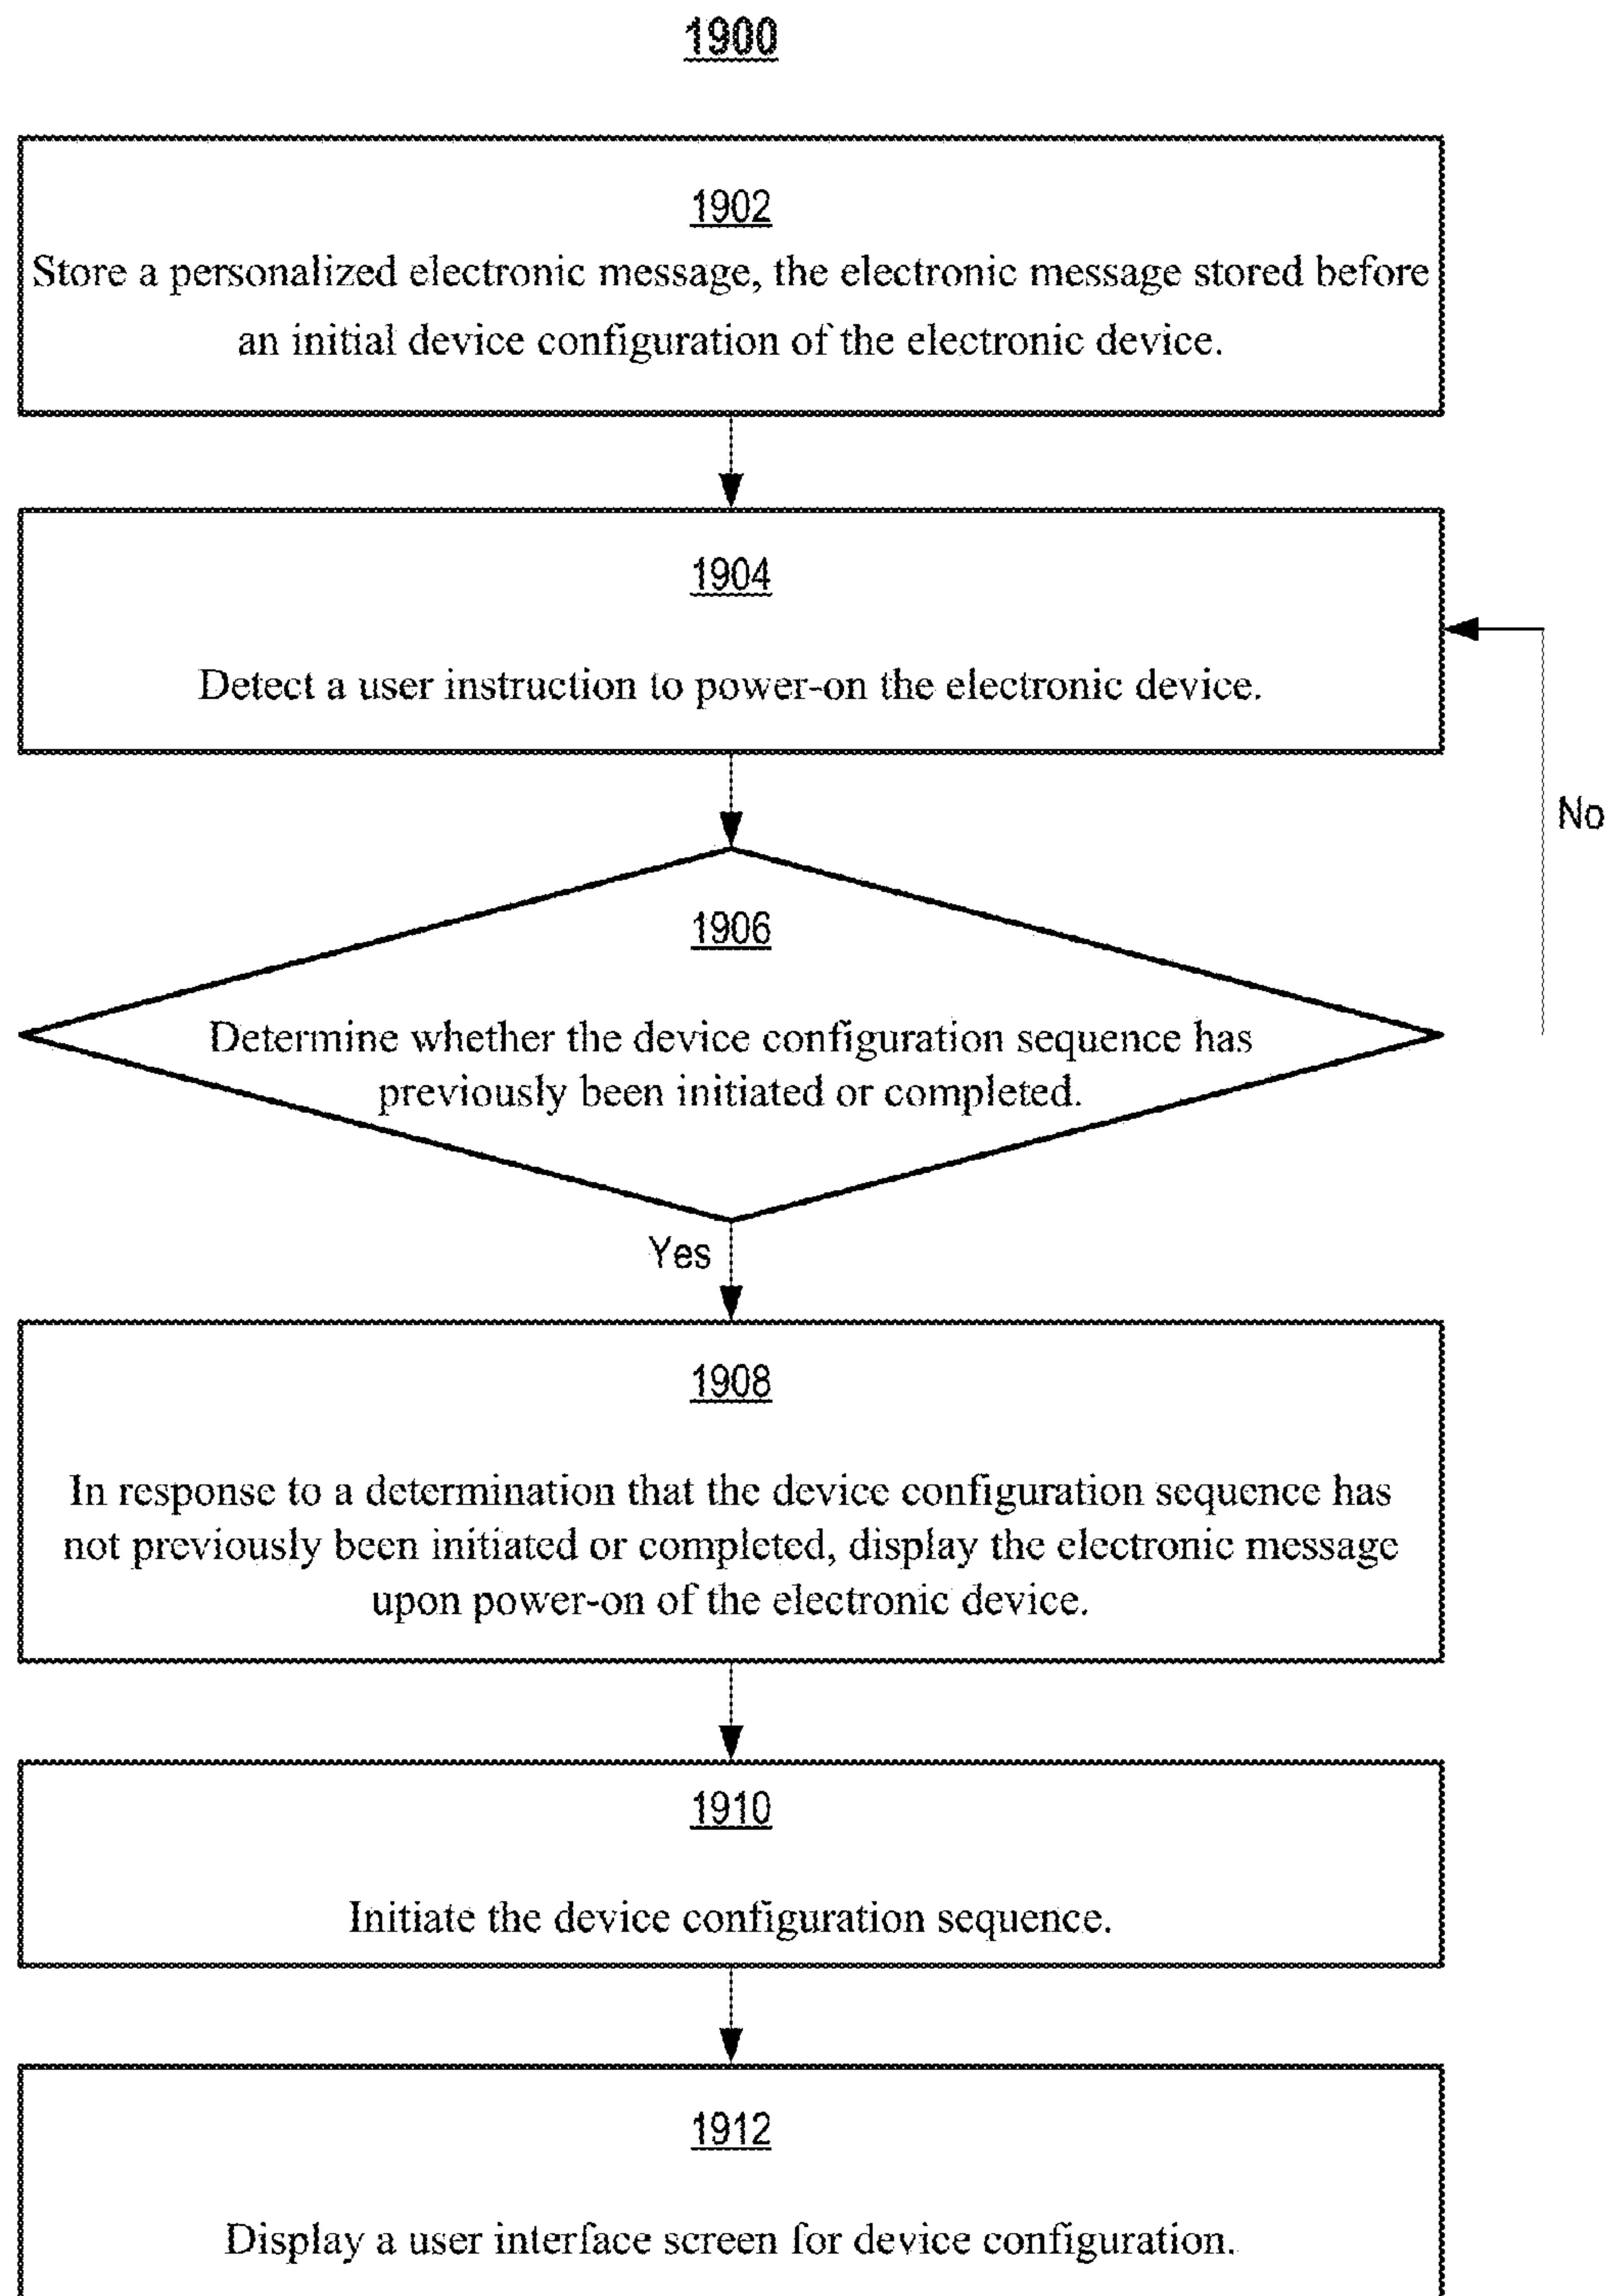 1900
1902
Store a personalized electronic message, the electronic message stored before
an initial device configuration of the electronic device.
1904
Detect a user instruction to power-on the electronic device.
No
1906
Determine whether the device configuration sequence has
previously been initiated or completed.
Yes
1908
In response to a determination that the device configuration sequence has
not previously been initiated or completed, display the electronic message
upon power-on of the electronic device.
1910
Initiate the device configuration sequence.
1912
Display a user interface screen for device configuration.